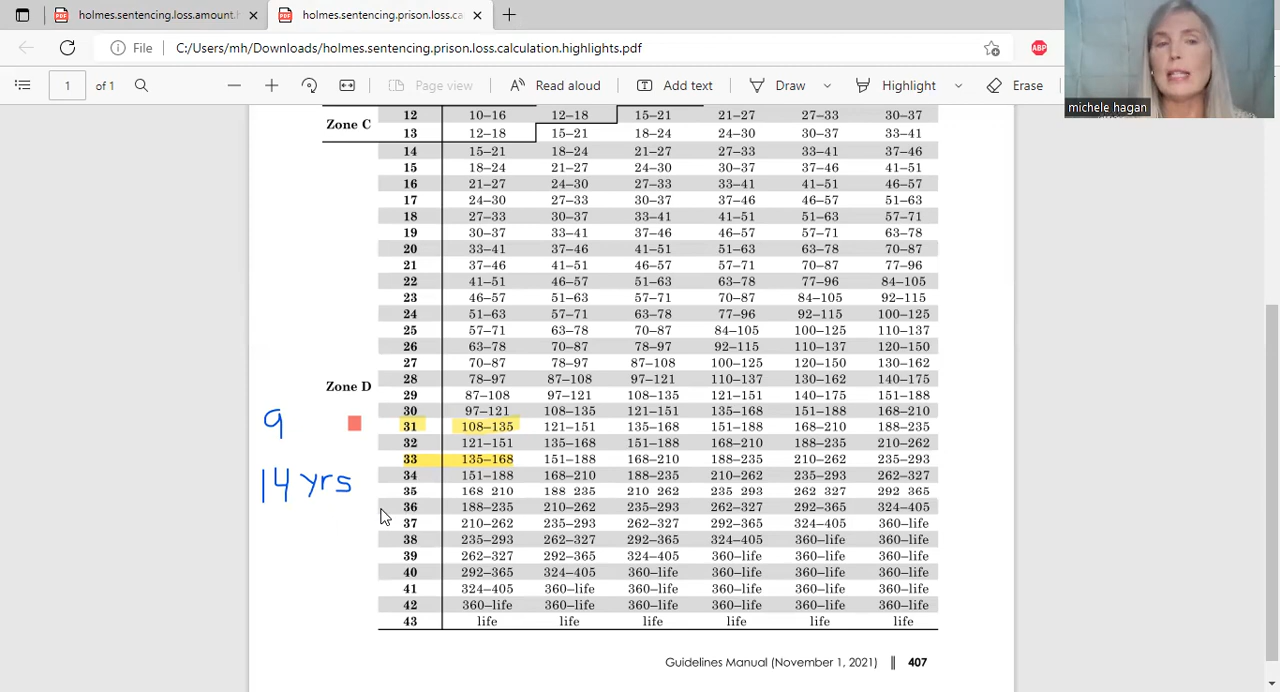 holmes.sentencing.loss.amount.
holmes.sentencing.prison.loss.ca
File C:/Users/mh/Downloads/holmes.sentencing.prison.loss.calculation.highlights.pdf
ABP
1 of 1 Page view Read aloud Add text Draw Highlight Erase
michele hagan
12 10–16 12–18 15–21 21–27 27–33 30–37
Zone C
13 12–18 15–21 18–24 24–30 30–37 33–41
14 15–21 18–24 21–27 27–33 33–41 37–46
15 18–24 21–27 24–30 30–37 37–46 41–51
16 21–27 24–30 27–33 33–41 41–51 46–57
17 24–30 27–33 30–37 37–46 46–57 51–63
18 27–33 30–37 33–41 41–51 51–63 57–71
19 30–37 33–41 37–46 46–57 57–71 63–78
20 33–41 37–46 41–51 51–63 63–78 70–87
21 37–46 41–51 46–57 57–71 70–87 77–96
22 41–51 46–57 51–63 63–78 77–96 84–105
23 46–57 51–63 57–71 70–87 84–105 92–115
24 51–63 57–71 63–78 77–96 92–115 100–125
25 57–71 63–78 70–87 84–105 100–125 110–137
26 63–78 70–87 78–97 92–115 110–137 120–150
27 70–87 78–97 87–108 100–125 120–150 130–162
28 78–97 87–108 97–121 110–137 130–162 140–175
Zone D
29 87–108 97–121 108–135 121–151 140–175 151–188
30 97–121 108–135 121–151 135–168 151–188 168–210
9
31 108–135 121–151 135–168 151–188 168–210 188–235
32 121–151 135–168 151–188 168–210 188–235 210–262
33 135–168 151–188 168–210 188–235 210–262 235–293
34 151–188 168–210 188–235 210–262 235–293 262–327
14 yrs
35 168 210 188 235 210 262 235 293 262 327 292 365
36 188–235 210–262 235–293 262–327 292–365 324–405
37 210–262 235–293 262–327 292–365 324–405 360–life
38 235–293 262–327 292–365 324–405 360–life 360–life
39 262–327 292–365 324–405 360–life 360–life 360–life
40 292–365 324–405 360–life 360–life 360–life 360–life
41 324–405 360–life 360–life 360–life 360–life 360–life
42 360–life 360–life 360–life 360–life 360–life 360–life
43 life life life life life life
Guidelines Manual (November 1, 2021) || 407